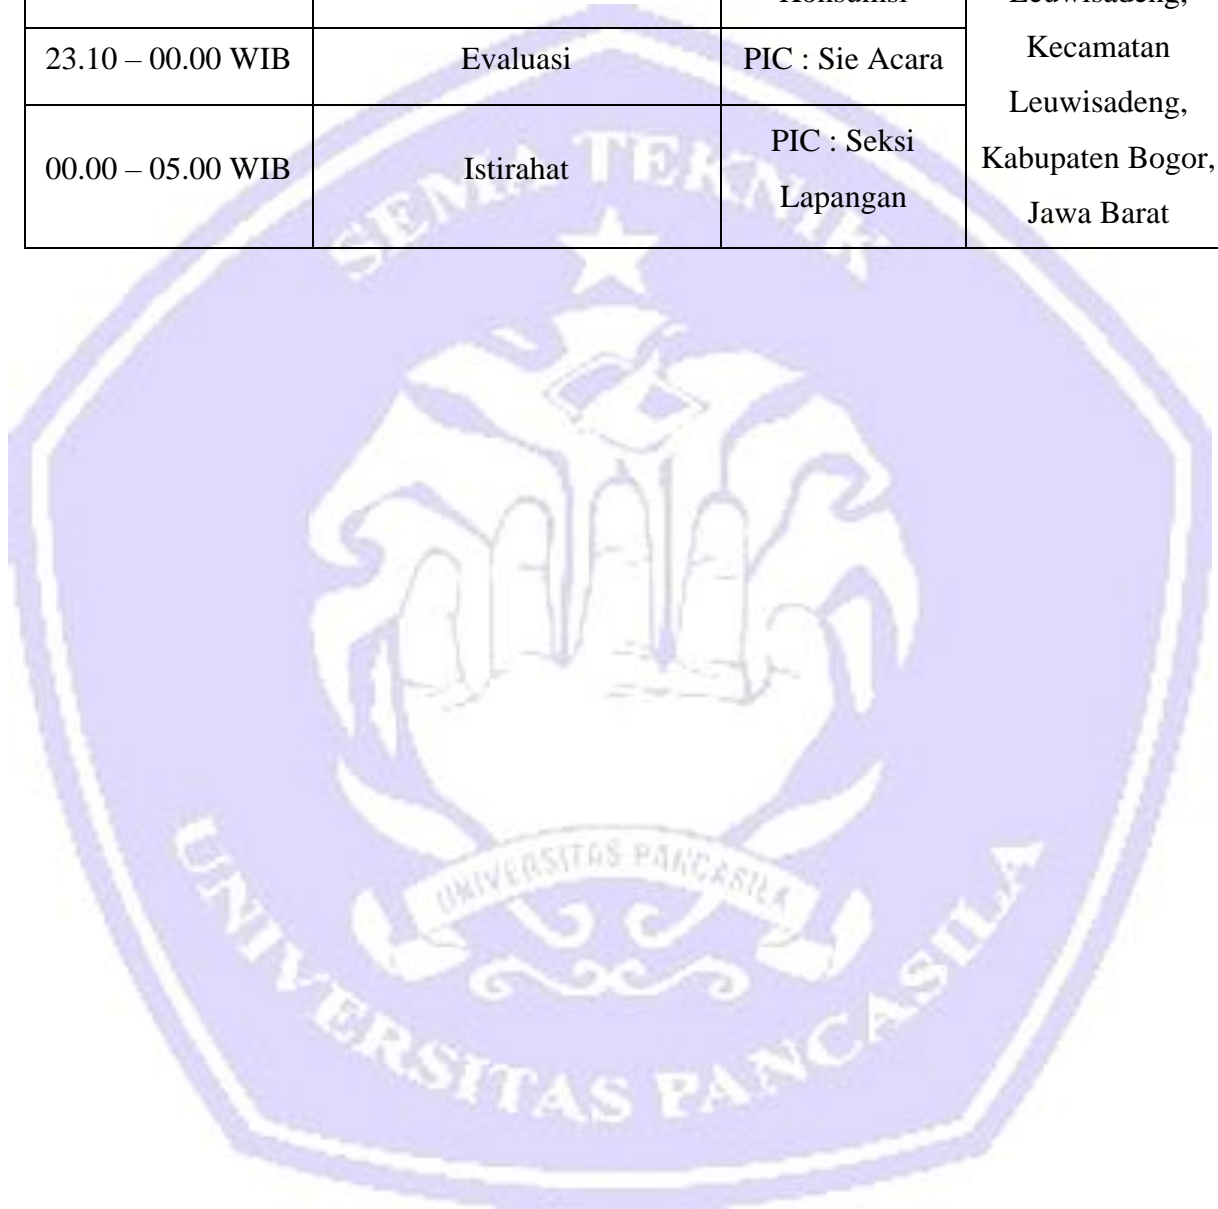 23.10 – 00.00 WIB
Evaluasi
PIC : Sie Acara
00.00 – 05.00 WIB
Istirahat
PIC : Seksi
Lapangan
Leuwisadeng,
Kecamatan
Leuwisadeng,
Kabupaten Bogor,
Jawa Barat
SEMA TEKNIK
UNIVERSITAS PANCASILA
UNIVERSITAS PANCASILA